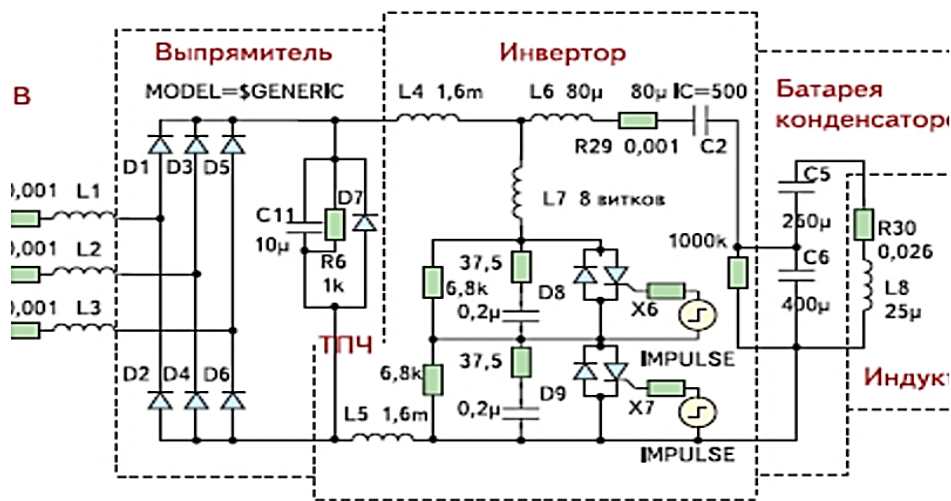 Выпрямитель
Инвертор
Батарея
конденсаторо
В
MODEL=$GENERIC
L4 1,6m
L6 80µ
80µ IC=500
R29 0,001
C2
D1
D3
D5
0,001 L1
0,001 L2
0,001 L3
D7
C11
10µ
R6
1k
L7 8 витков
1000k
C5
260µ
C6
400µ
R30
0,026
L8
25µ
37,5
6,8k
D8
0,2µ
X6
IMPULSE
ТПЧ
37,5
6,8k
D9
0,2µ
X7
IMPULSE
D2
D4
D6
L5 1,6m
Индукт